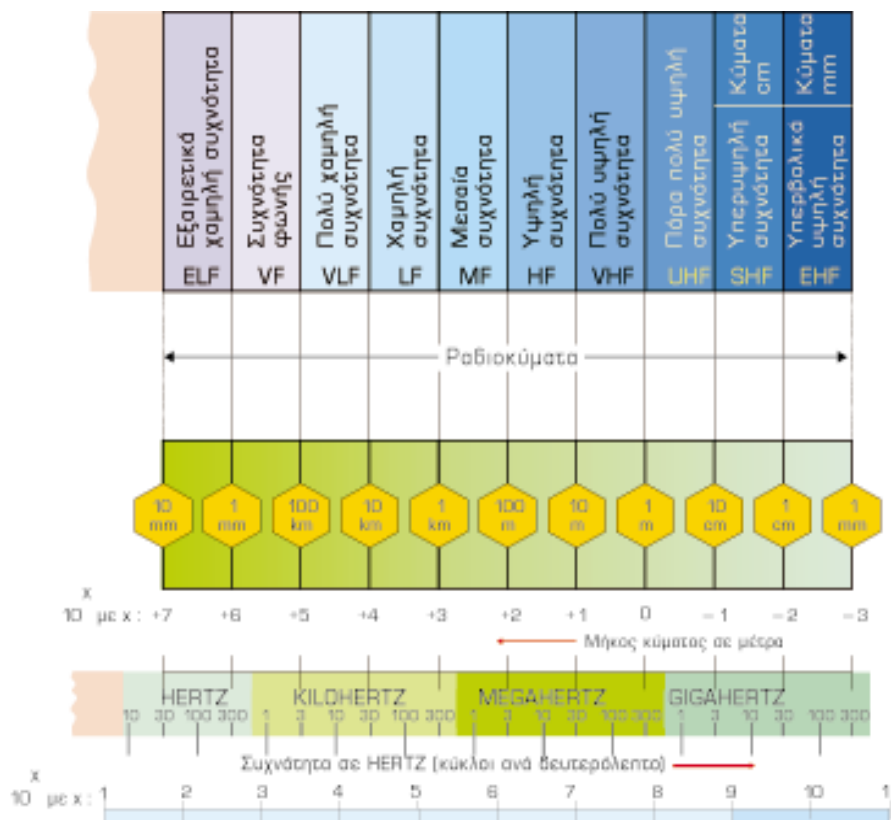 Εξαιρετικά
χαμηλή συχνότητα
ELF
Συχνότητα
φωνής
VF
Πολύ χαμηλή
συχνότητα
VLF
Χαμηλή
συχνότητα
LF
Μεσαία
συχνότητα
MF
Υψηλή
συχνότητα
HF
Πολύ υψηλή
συχνότητα
VHF
Πάρα πολύ υψηλή
συχνότητα
UHF
Κύματα
cm
Υπερυψηλή
συχνότητα
SHF
Κύματα
mm
Υπερβολικά
υψηλή
συχνότητα
EHF
Ραδιοκύματα
10 mm
1 mm
100 km
10 km
1 km
100 m
10 m
1 m
10 cm
1 cm
1 mm
x
10 με x : +7 +6 +5 +4 +3 +2 +1 0 −1 −2 −3
Μήκος κύματος σε μέτρα
HERTZ KILOHERTZ MEGAHERTZ GIGAHERTZ
10 30 100 300 1 3 10 30 100 300 1 3 10 30 100 300 1 3 10 30 100 300
Συχνότητα σε HERTZ (κύκλοι ανά δευτερόλεπτο)
x
10 με x : 1 2 3 4 5 6 7 8 9 10 1